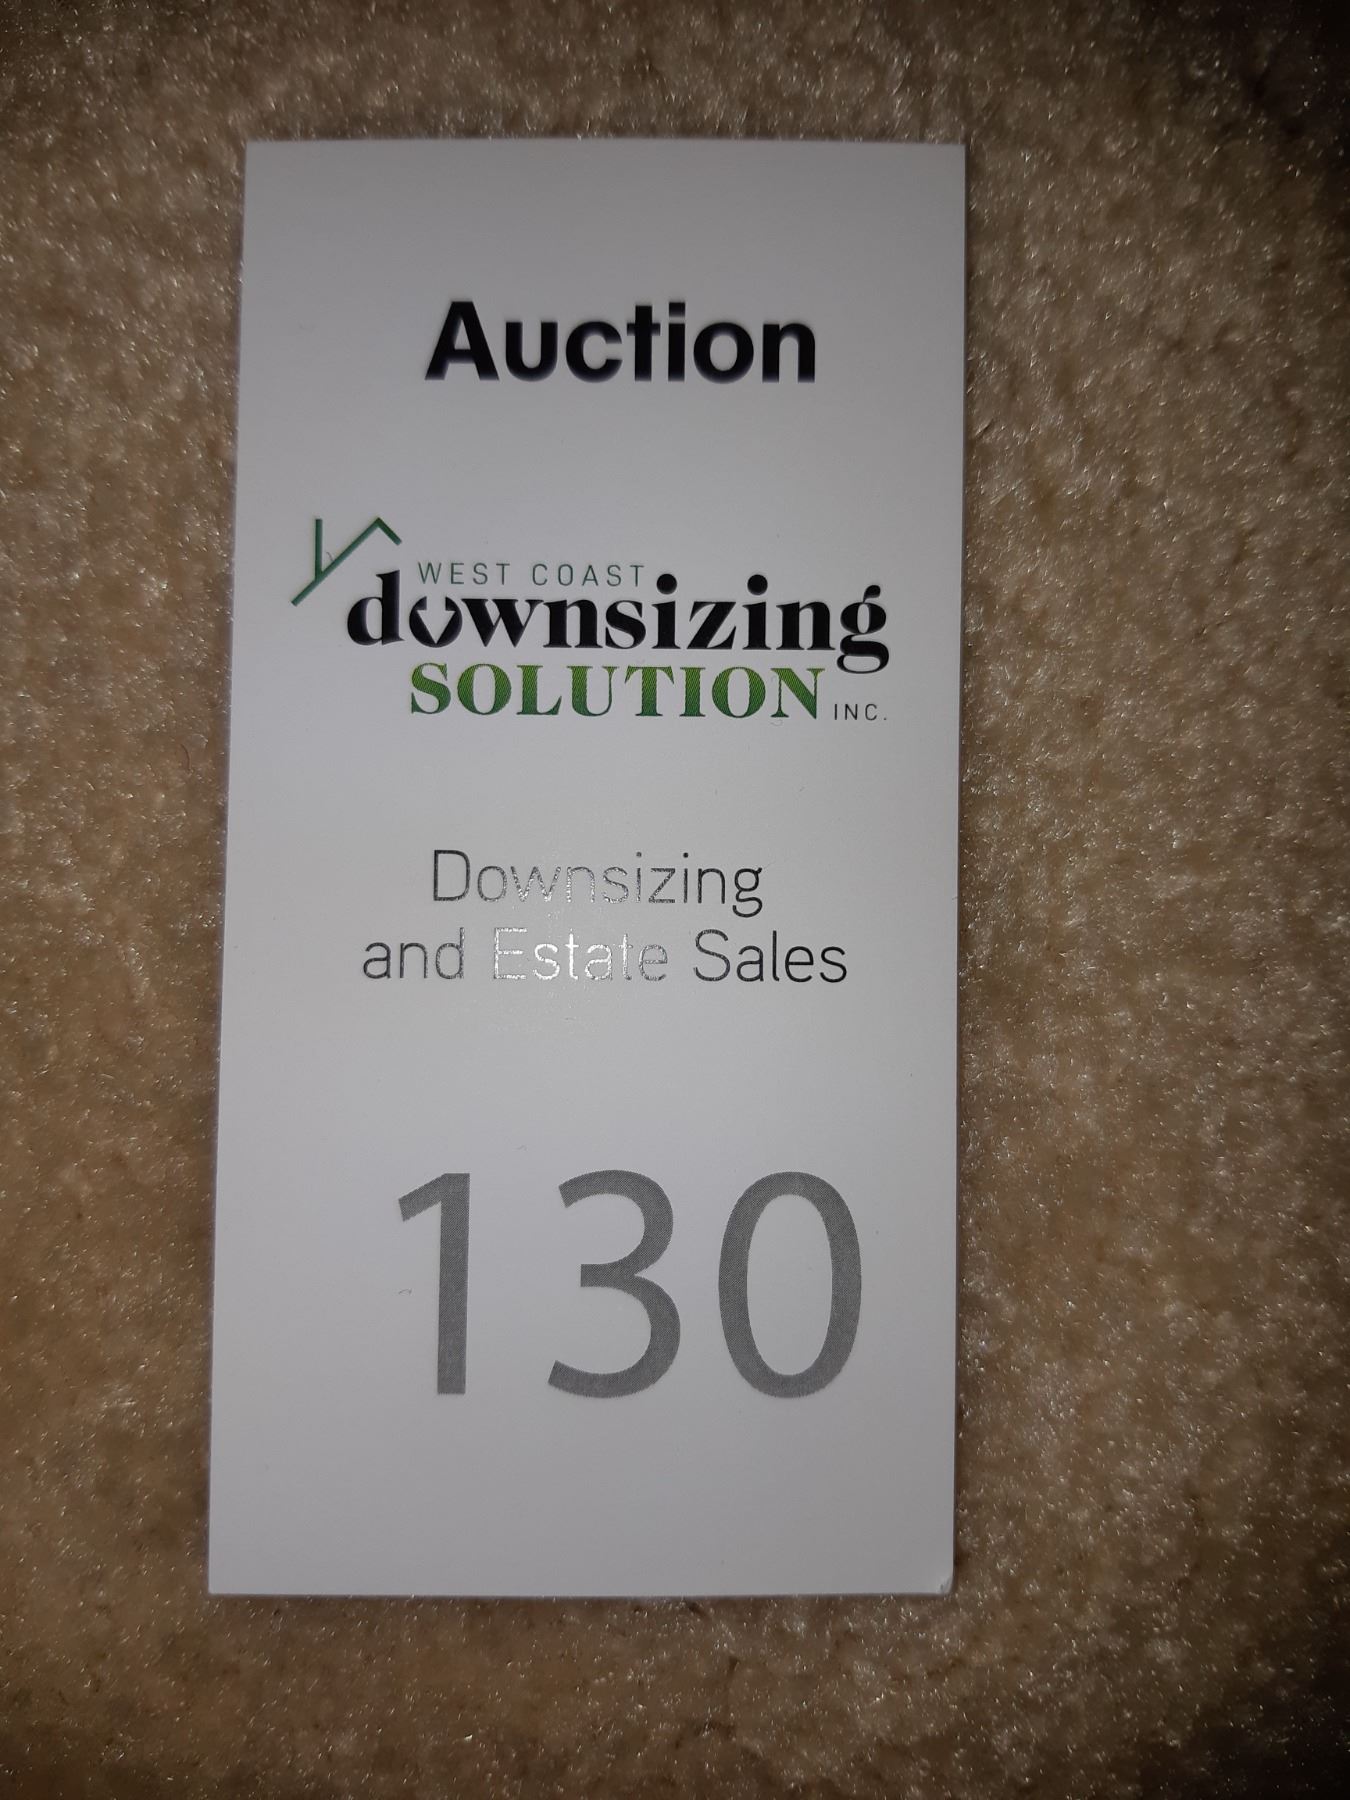 Auction
WEST COAST
downsizing
SOLUTION INC.
Downsizing
and Estate Sales
130